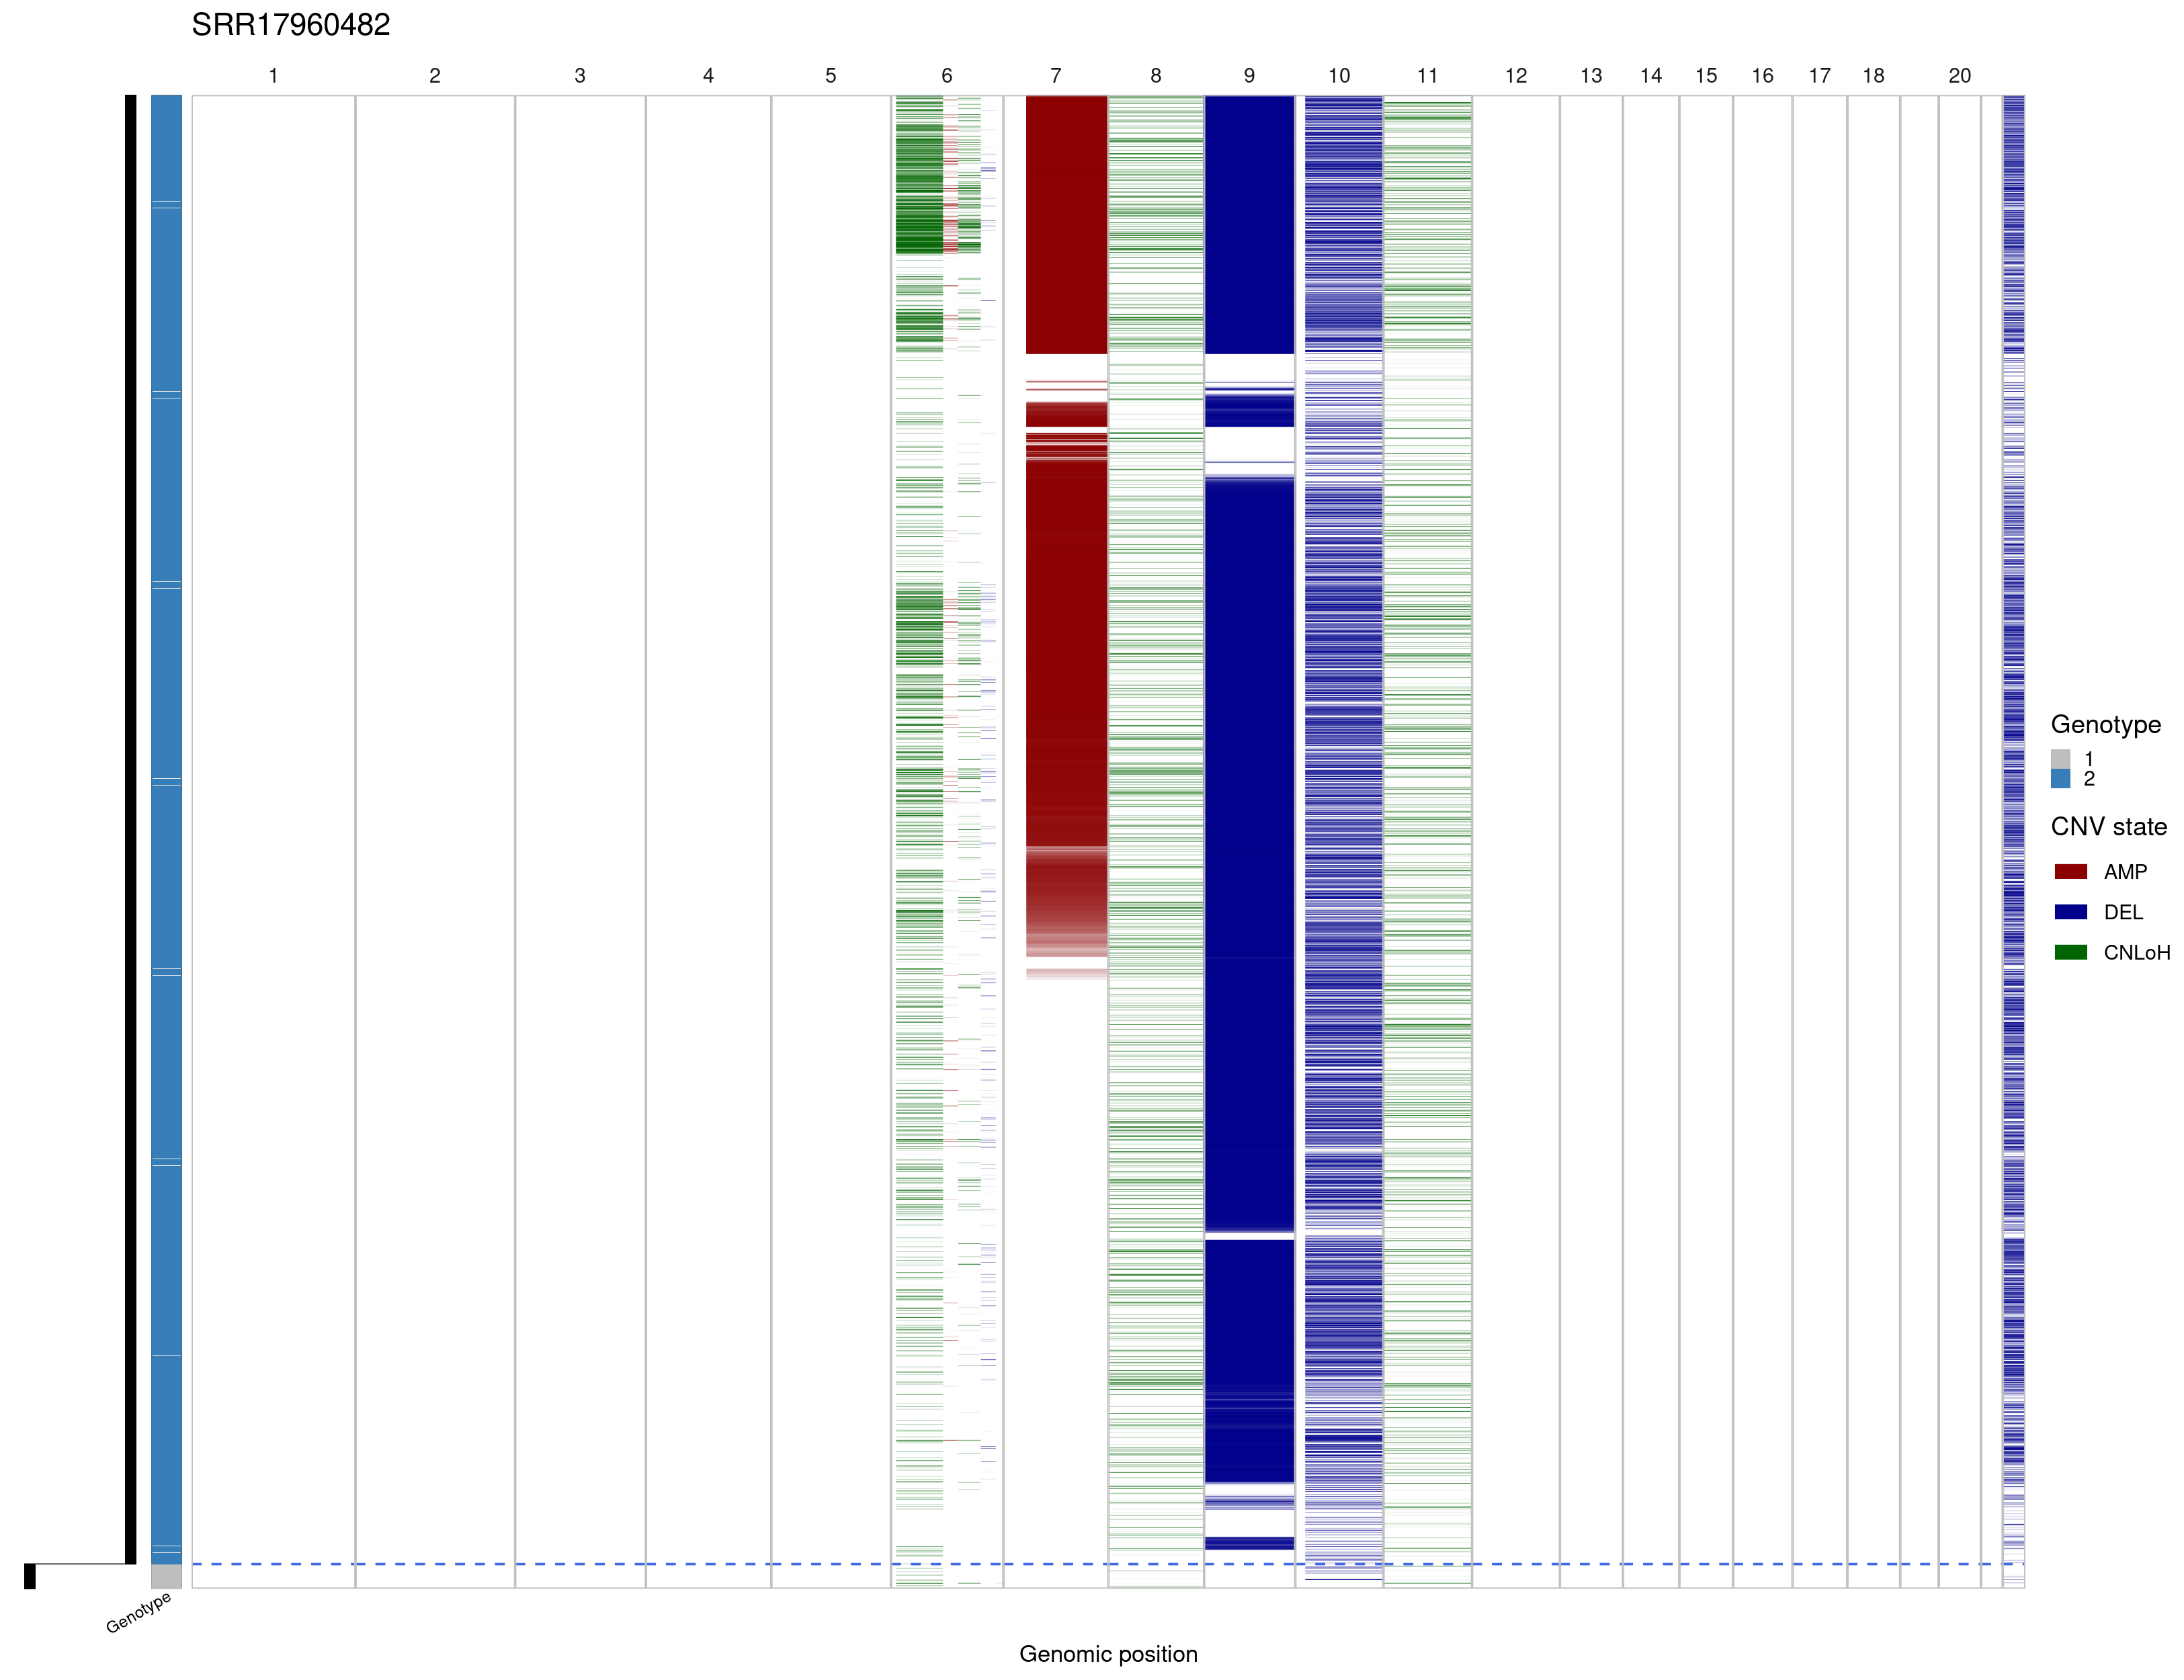 SRR17960482
1 2 3 4 5 6 7 8 9 10 11 12 13 14 15 16 17 18 20
Genotype
1
2
CNV state
AMP
DEL
CNLoH
Genotype
Genomic position